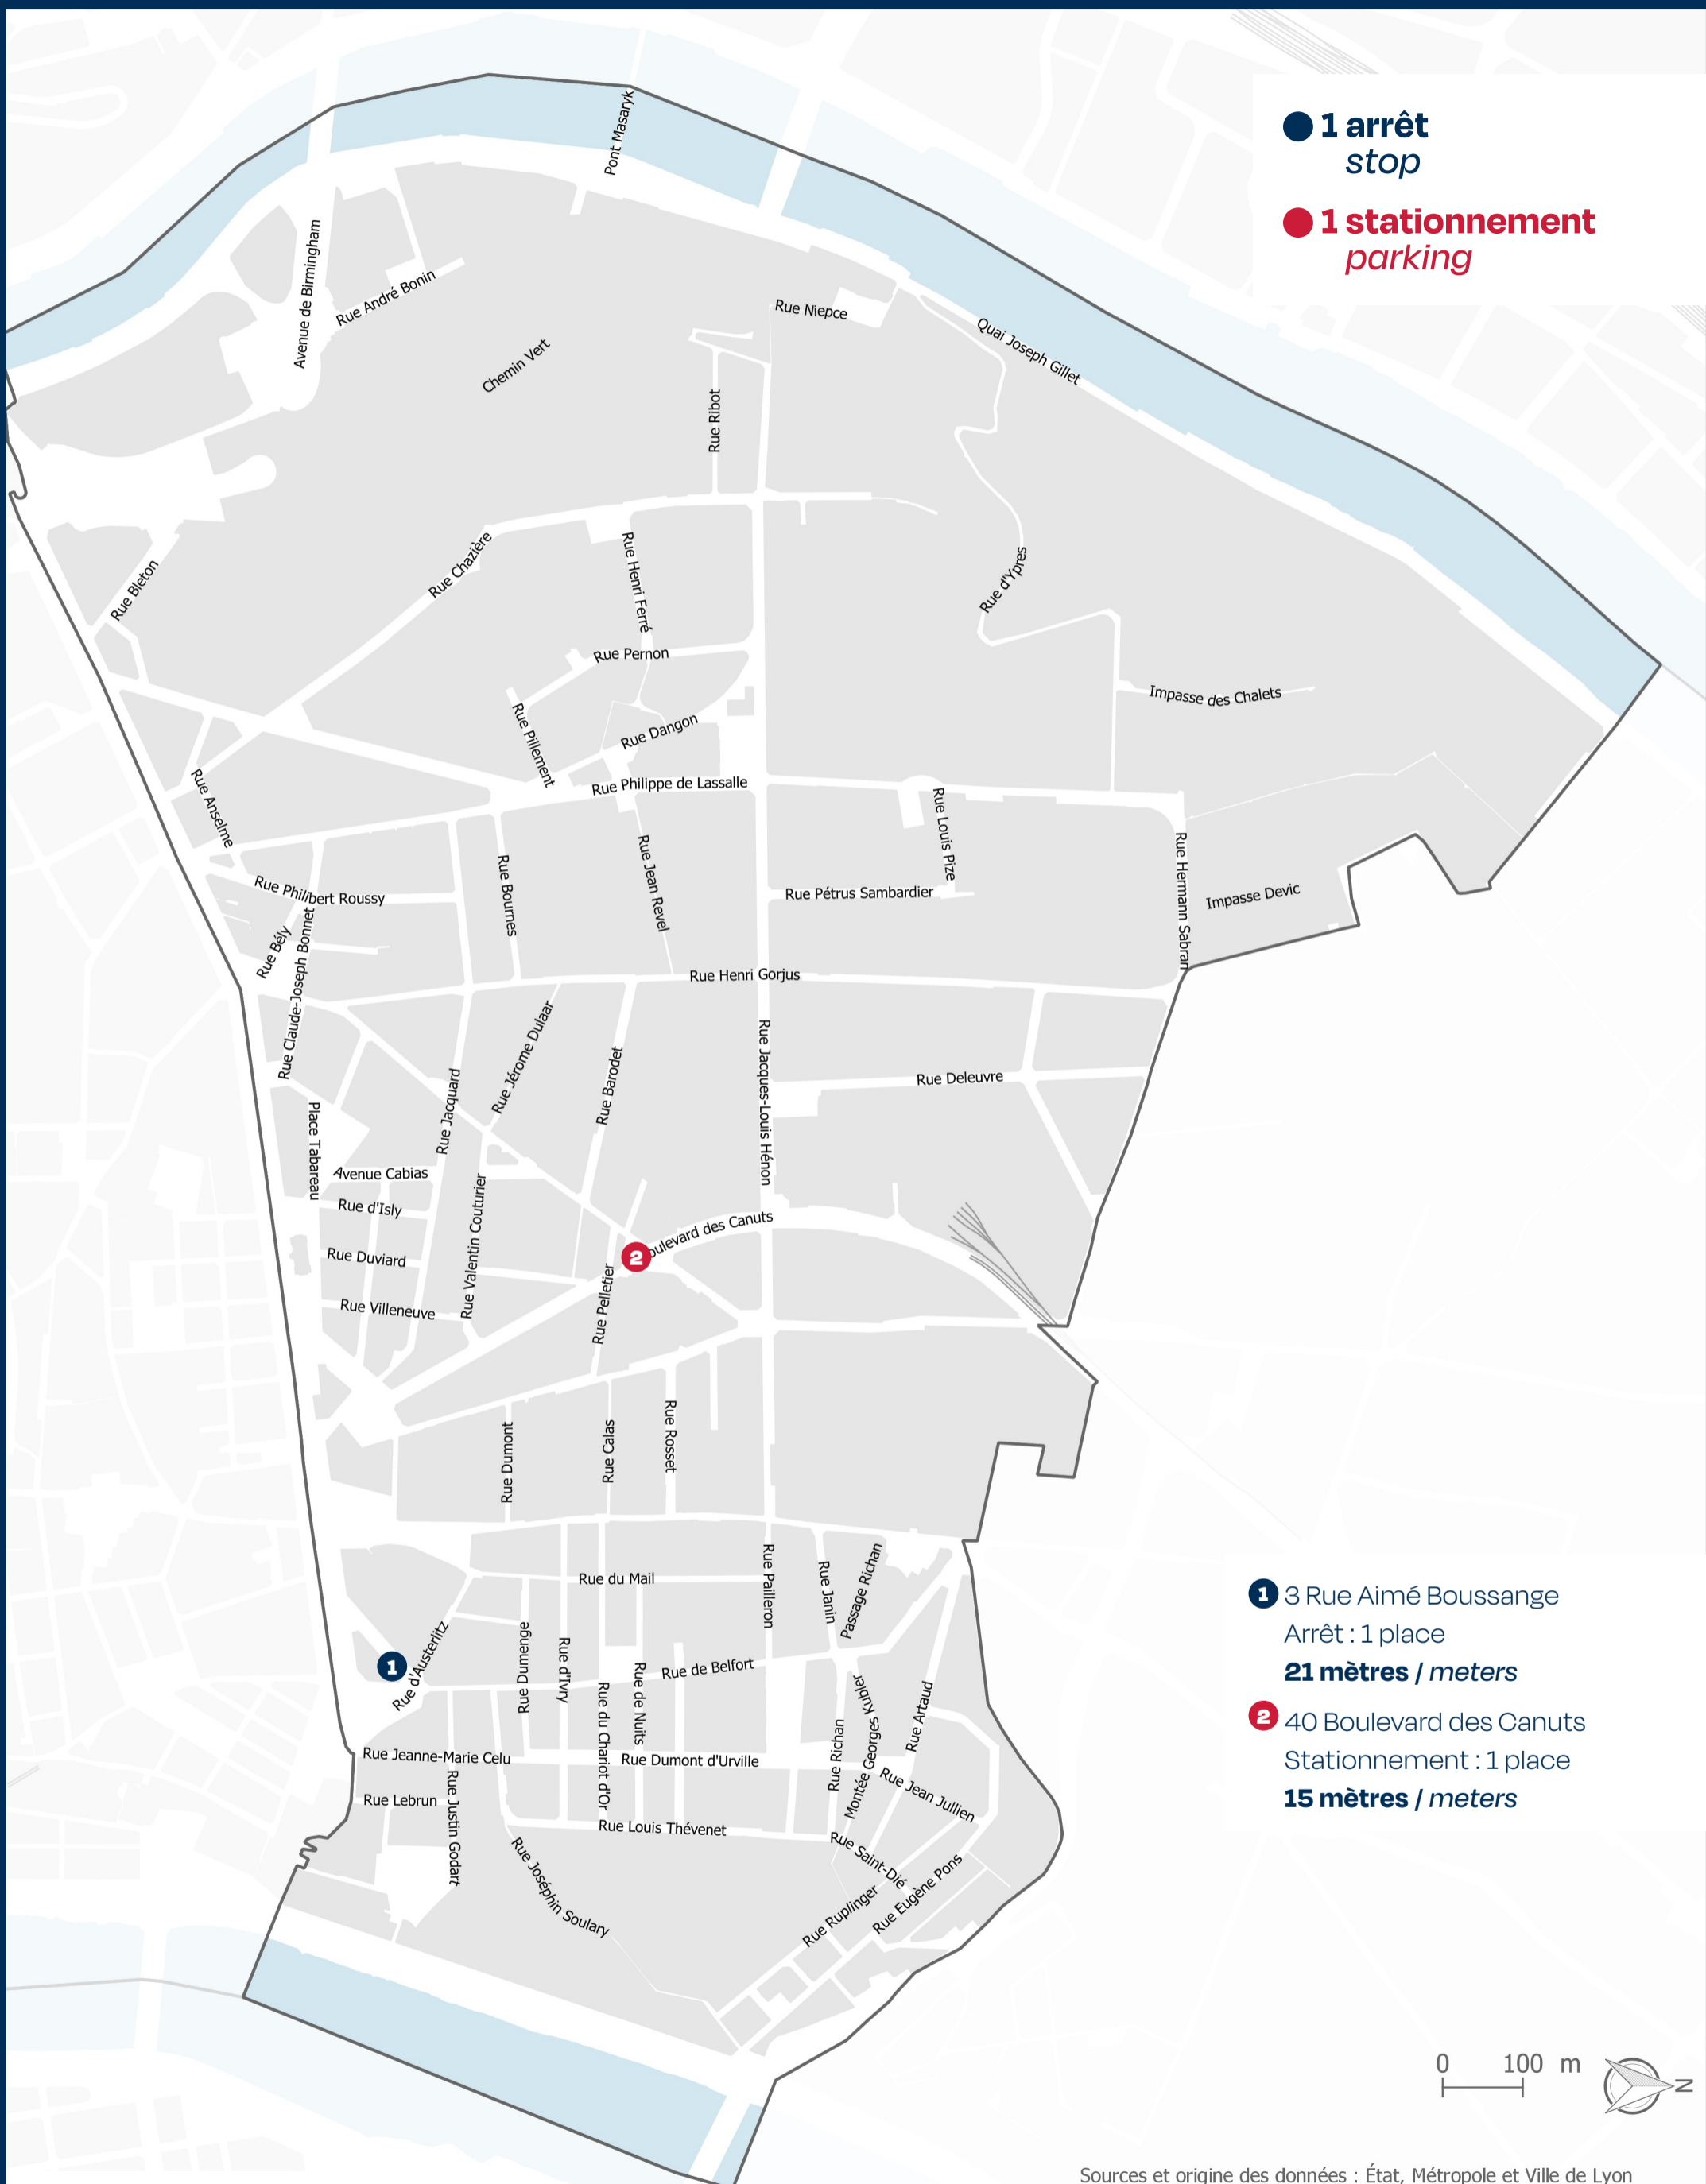 1 arrêt
stop
1 stationnement
parking
Pont Masaryk
Avenue de Birmingham
Rue André Bonin
Chemin Vert
Rue Niepce
Quai Joseph Gillet
Rue Ribot
Rue Chazière
Rue Henri Ferré
Rue d'Ypres
Rue Bleton
Rue Pernon
Impasse des Chalets
Rue Pillement
Rue Dangon
Rue Philippe de Lassalle
Rue Anselme
Rue Louis Pize
Rue Jean Revel
Rue Bournes
Rue Hermann Sabran
Rue Philibert Roussy
Rue Pétrus Sambardier
Impasse Devic
Rue Bély
Rue Claude-Joseph Bonnet
Rue Henri Gorjus
Rue Jérome Dulaar
Rue Barodet
Rue Jacques-Louis Hénon
Rue Deleuvre
Rue Jacquard
Place Tabareau
Avenue Cabias
Rue d'Isly
Rue Valentin Couturier
2
oulevard des Canuts
Rue Duviard
Rue Pelletier
Rue Villeneuve
Rue Dumont
Rue Calas
Rue Rosset
Rue du Mail
Rue Pailleron
Rue Janin
Passage Richan
1
Rue d'Austerlitz
Rue Dumenge
Rue d'Ivry
Rue du Chariot d'Or
Rue de Nuits
Rue de Belfort
Rue Richan
Montée Georges Kubler
Rue Artaud
Rue Jeanne-Marie Celu
Rue Dumont d'Urville
Rue Jean Jullien
Rue Lebrun
Rue Justin Godart
Rue Louis Thévenet
Rue Saint-Dié
Rue Joséphin Soulary
Rue Ruplinger
Rue Eugène Pons
1 3 Rue Aimé Boussange
Arrêt : 1 place
21 mètres / meters
2 40 Boulevard des Canuts
Stationnement : 1 place
15 mètres / meters
0 100 m
N
Sources et origine des données : État, Métropole et Ville de Lyon